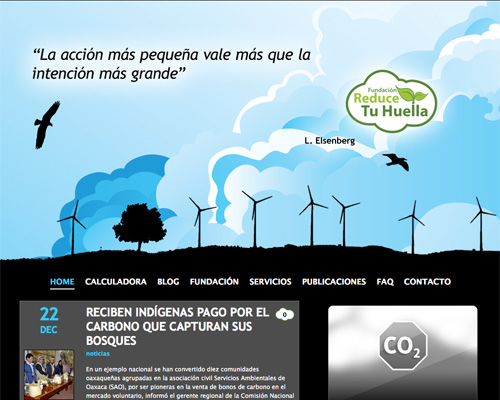 “La acción más pequeña vale más que la
intención más grande”
Fundación
Reduce
Tu Huella
L. Eisenberg
HOME CALCULADORA BLOG FUNDACIÓN SERVICIOS PUBLICACIONES FAQ CONTACTO
22
DEC
RECIBEN INDÍGENAS PAGO POR EL
CARBONO QUE CAPTURAN SUS
BOSQUES
0
noticias
En un ejemplo nacional se han convertido diez comunidades
oaxaqueñas agrupadas en la asociación civil Servicios Ambientales de
Oaxaca (SAO), por ser pioneras en la venta de bonos de carbono en el
mercado voluntario, informó el gerente regional de la Comisión Nacional
CO2